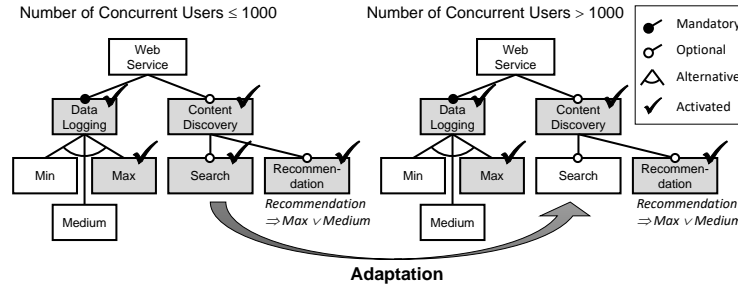 Number of Concurrent Users ≤ 1000
Number of Concurrent Users > 1000
Web
Service
Data
Logging
Content
Discovery
Min
Max
Search
Recommen-
dation
Medium
Recommendation
⇒ Max ∨ Medium
Web
Service
Data
Logging
Content
Discovery
Min
Max
Search
Recommen-
dation
Medium
Recommendation
⇒ Max ∨ Medium
Mandatory
Optional
Alternative
Activated
Adaptation